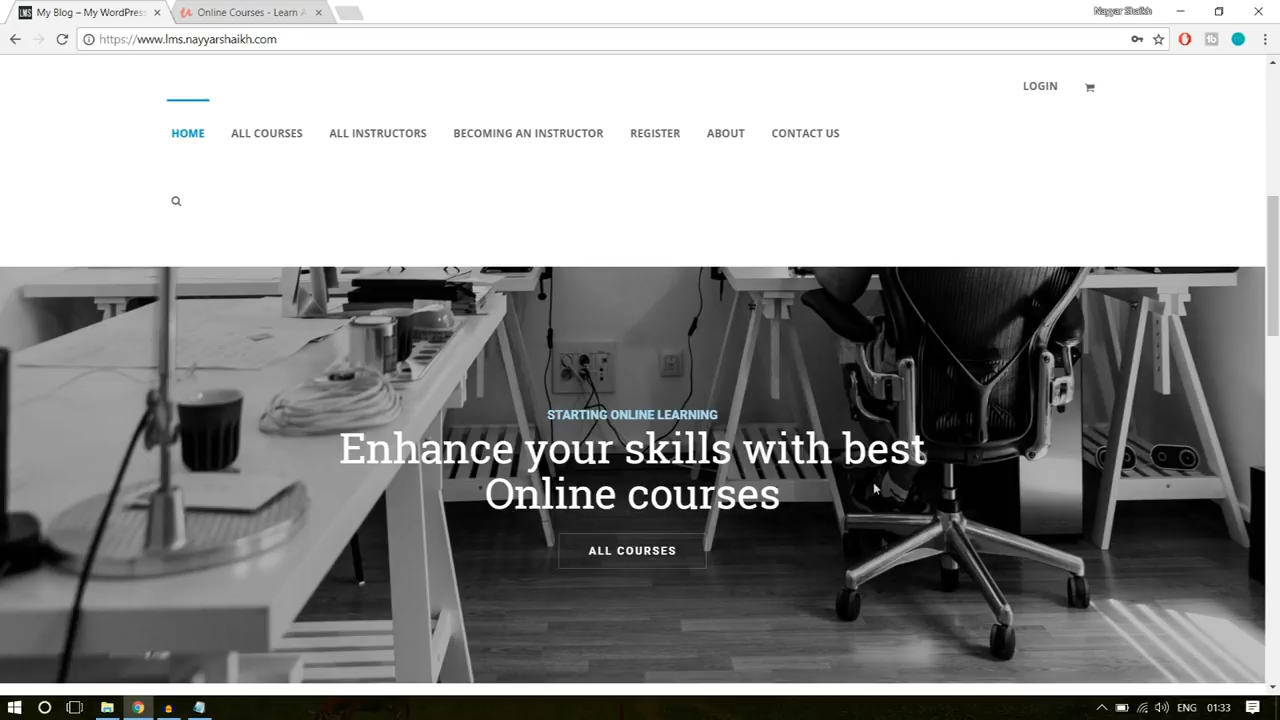 My Blog – My WordPress
Online Courses - Learn A
Nayyar Shaikh
https://www.lms.nayyarshaikh.com
LOGIN
HOME
ALL COURSES
ALL INSTRUCTORS
BECOMING AN INSTRUCTOR
REGISTER
ABOUT
CONTACT US
STARTING ONLINE LEARNING
Enhance your skills with best
Online courses
ALL COURSES
ENG
01:33